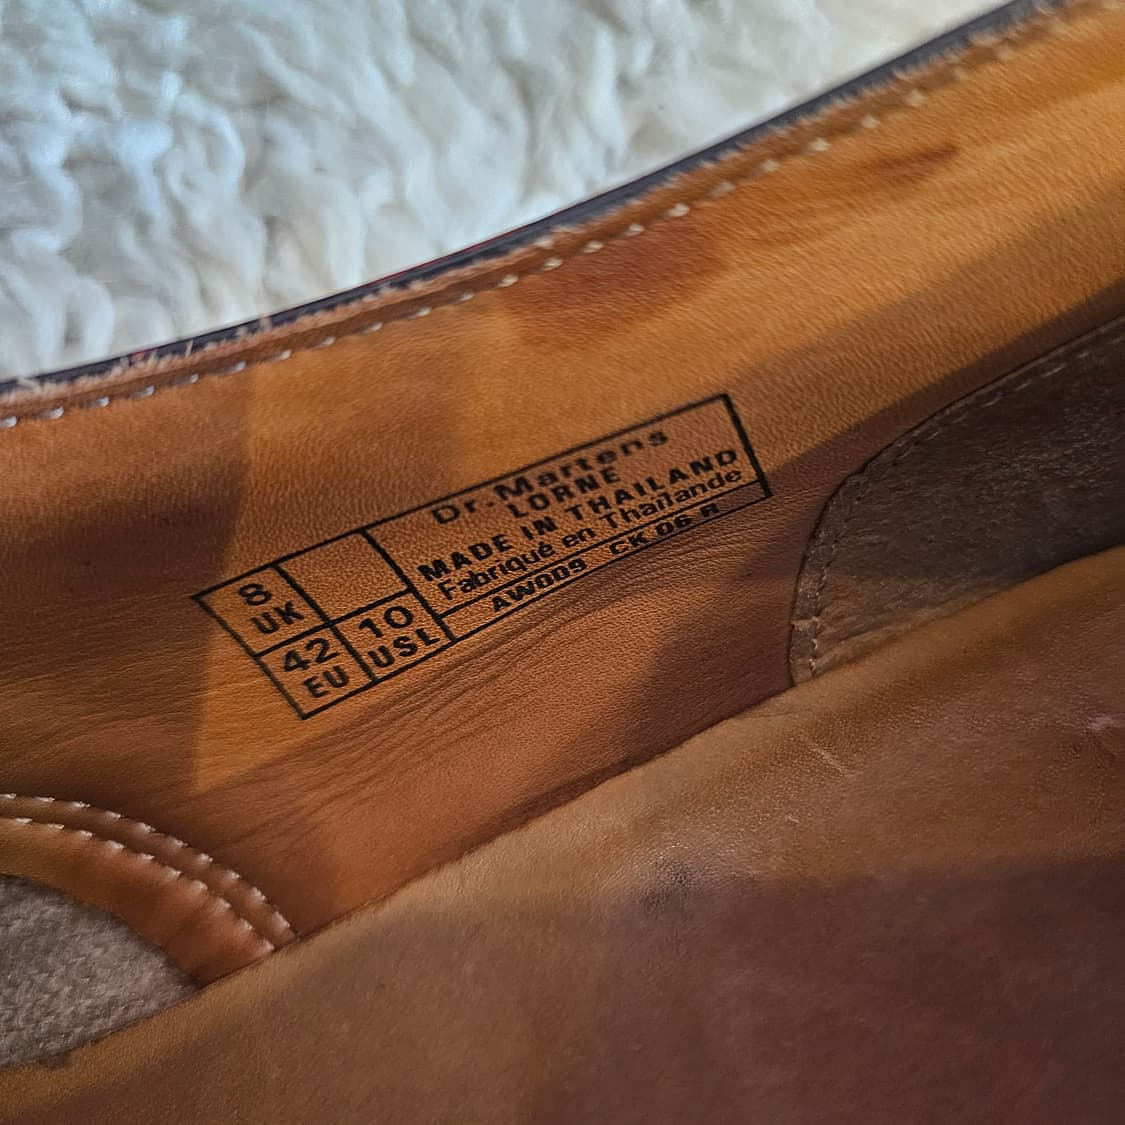 Dr.Martens
LORNE
MADE IN THAILAND
Fabriqué en Thaïlande
AW009 CK 06 R
8
UK
42
EU
10
USL